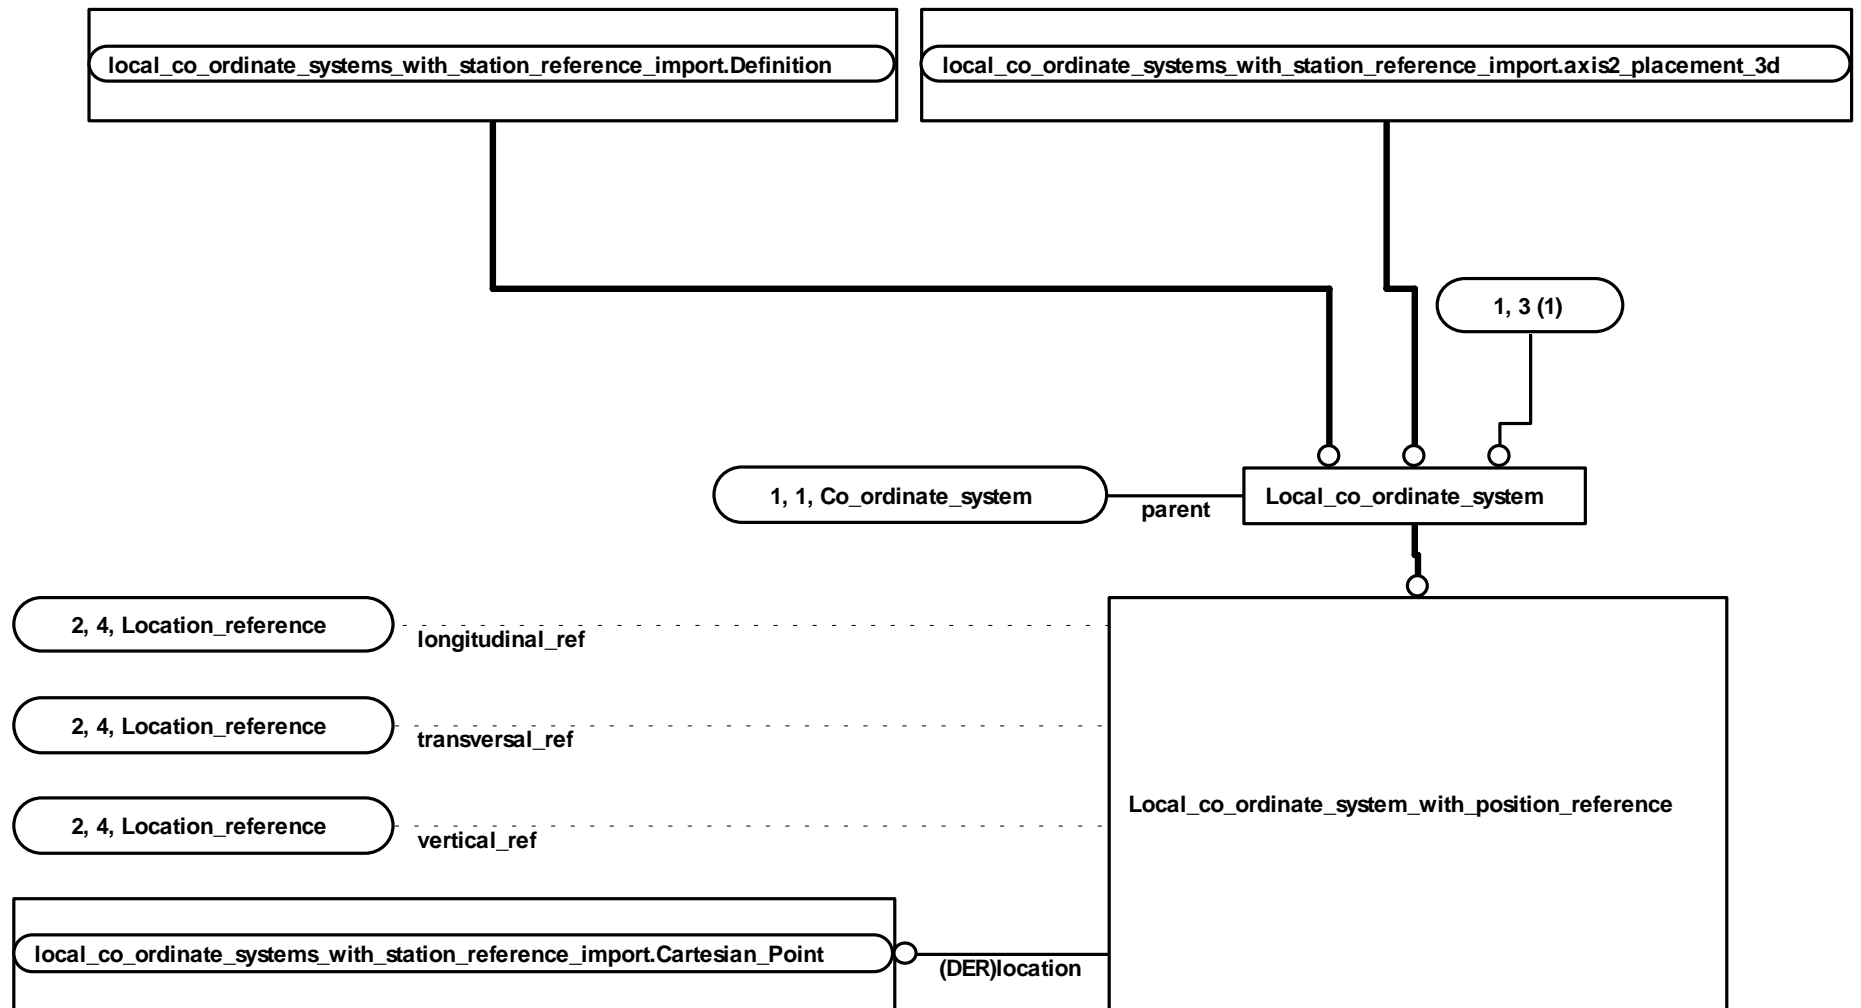 local_co_ordinate_systems_with_station_reference_import.Definition
local_co_ordinate_systems_with_station_reference_import.axis2_placement_3d
1, 3 (1)
1, 1, Co_ordinate_system
parent
Local_co_ordinate_system
2, 4, Location_reference
longitudinal_ref
2, 4, Location_reference
transversal_ref
2, 4, Location_reference
vertical_ref
Local_co_ordinate_system_with_position_reference
local_co_ordinate_systems_with_station_reference_import.Cartesian_Point
(DER)location